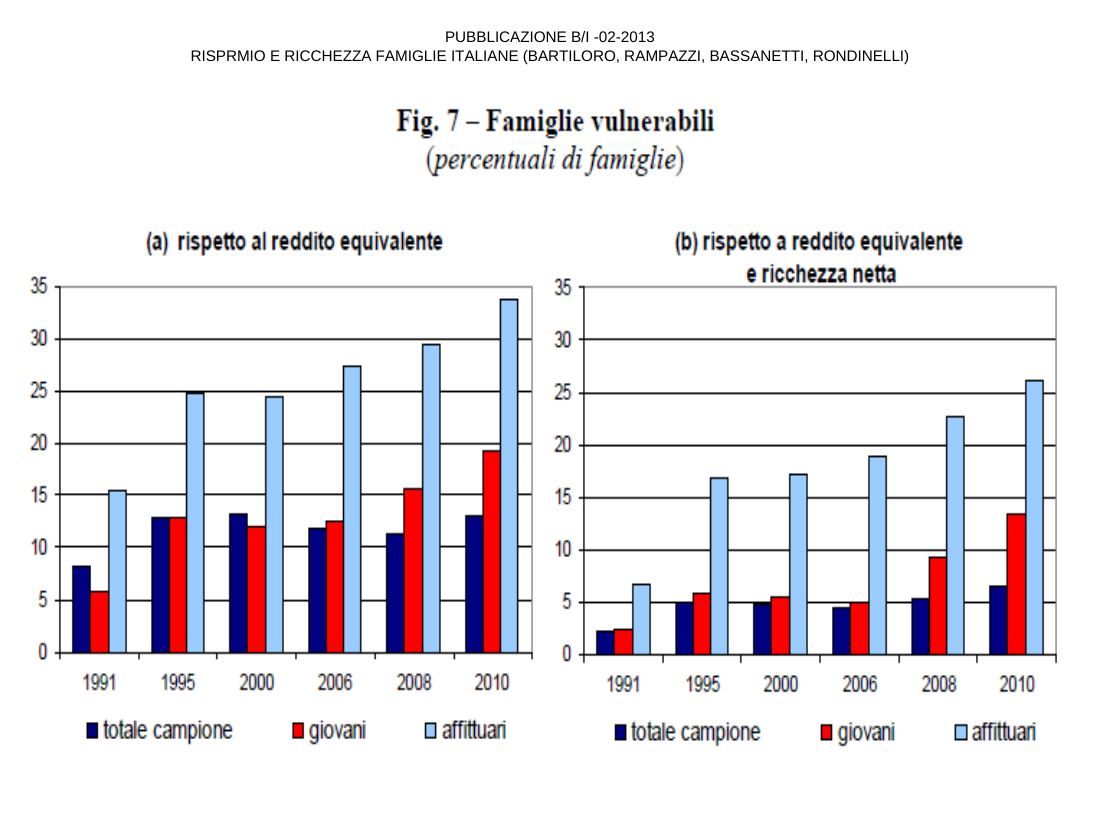 PUBBLICAZIONE B/I -02-2013
RISPRMIO E RICCHEZZA FAMIGLIE ITALIANE (BARTILORO, RAMPAZZI, BASSANETTI, RONDINELLI)
Fig. 7 – Famiglie vulnerabili
(percentuali di famiglie)
(a) rispetto al reddito equivalente
35
30
25
20
15
10
5
0
1991 1995 2000 2006 2008 2010
totale campione giovani affittuari
(b) rispetto a reddito equivalente
e ricchezza netta
35
30
25
20
15
10
5
0
1991 1995 2000 2006 2008 2010
totale campione giovani affittuari